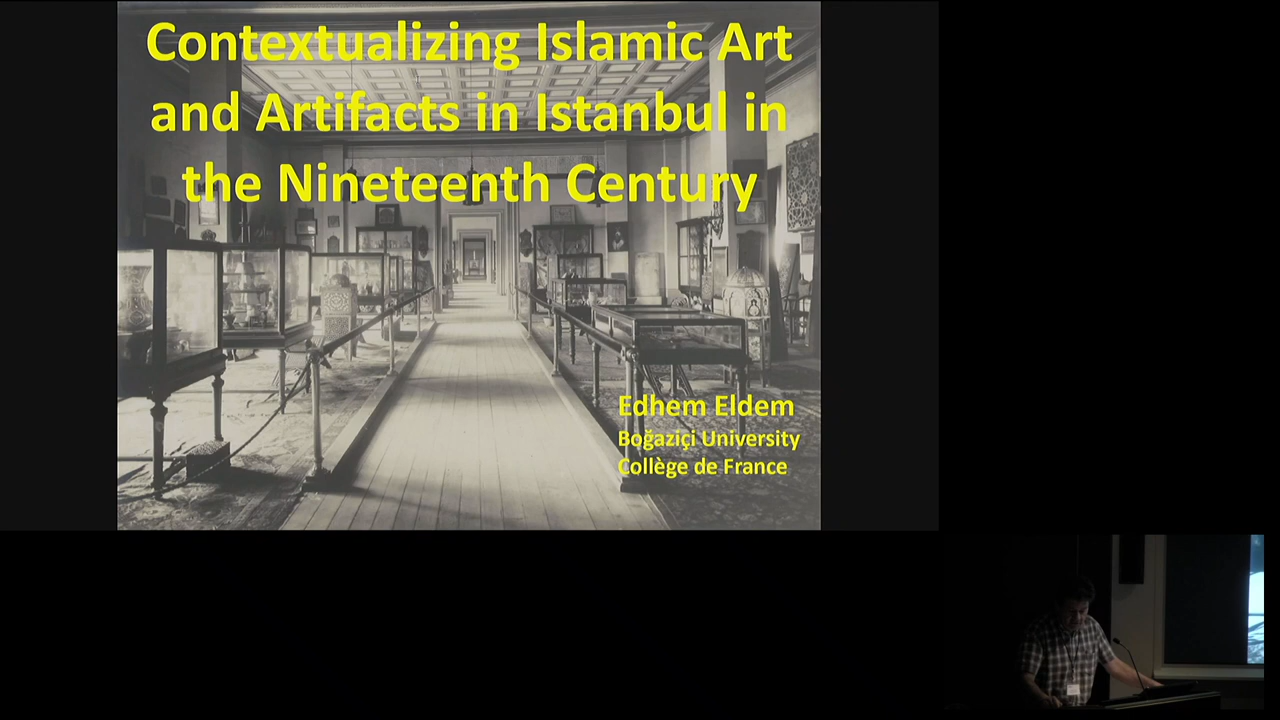 Contextualizing Islamic Art
and Artifacts in Istanbul in
the Nineteenth Century
Edhem Eldem
Boğaziçi University
Collège de France